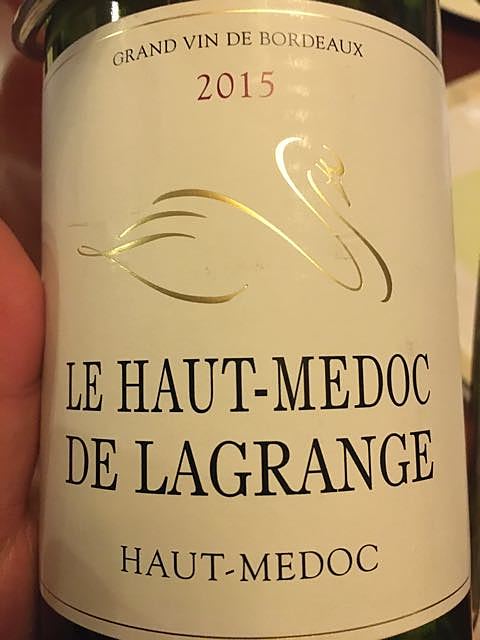 GRAND VIN DE BORDEAUX
2015
LE HAUT-MEDOC
DE LAGRANGE
HAUT-MEDOC